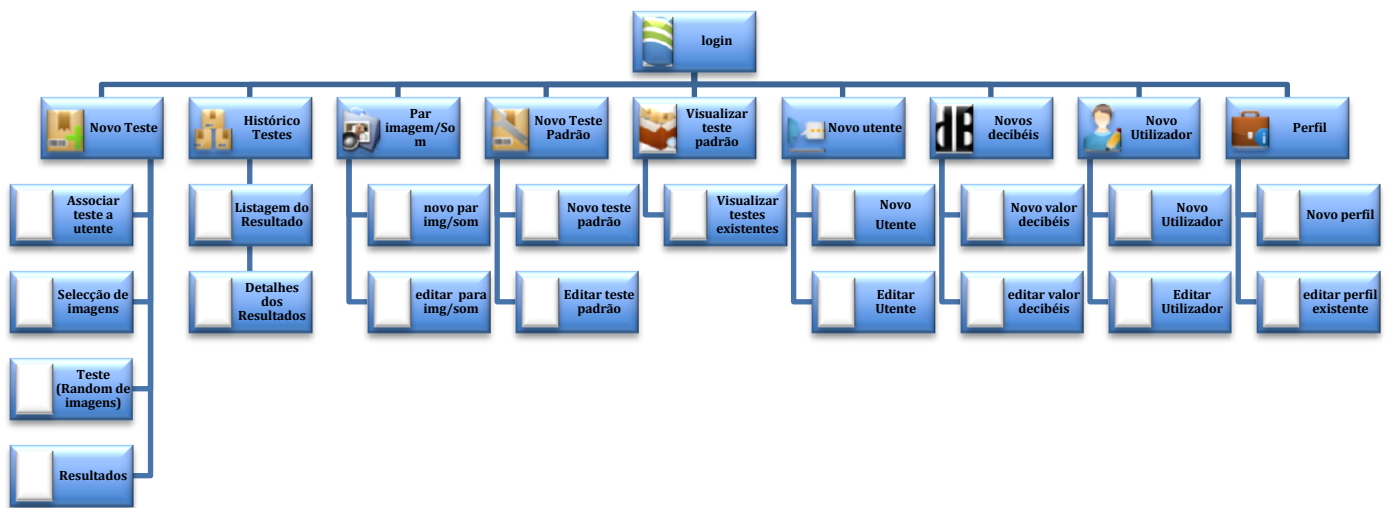 login
Novo Teste
Histórico
Testes
Par
imagem/So
m
Novo Teste
Padrão
Visualizar
teste
padrão
Novo utente
dB
Novos
decibéis
Novo
Utilizador
Perfil
Associar
teste a
utente
Listagem do
Resultado
novo par
img/som
Novo teste
padrão
Visualizar
testes
existentes
Novo
Utente
Novo valor
decibéis
Novo
Utilizador
Novo perfil
Selecção de
imagens
Detalhes
dos
Resultados
editar para
img/som
Editar teste
padrão
Editar
Utente
editar valor
decibéis
Editar
Utilizador
editar perfil
existente
Teste
(Random de
imagens)
Resultados